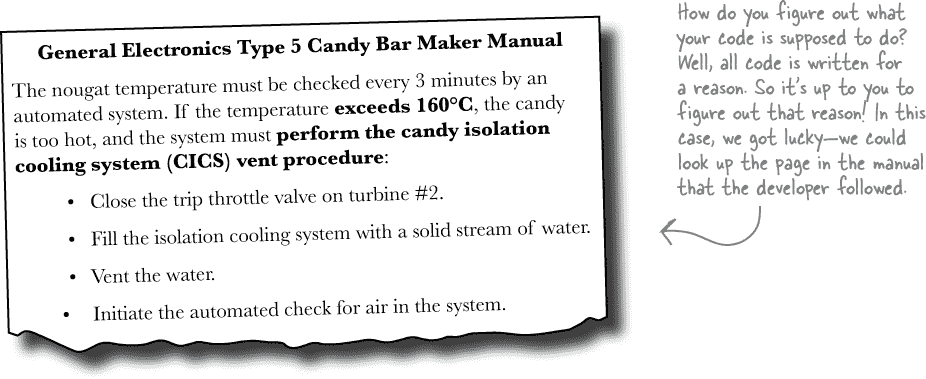 General Electronics Type 5 Candy Bar Maker Manual
The nougat temperature must be checked every 3 minutes by an
automated system. If the temperature exceeds 160°C, the candy
is too hot, and the system must perform the candy isolation
cooling system (CICS) vent procedure:
• Close the trip throttle valve on turbine #2.
• Fill the isolation cooling system with a solid stream of water.
• Vent the water.
• Initiate the automated check for air in the system.
How do you figure out what
your code is supposed to do?
Well, all code is written for
a reason. So it's up to you to
figure out that reason! In this
case, we got lucky—we could
look up the page in the manual
that the developer followed.